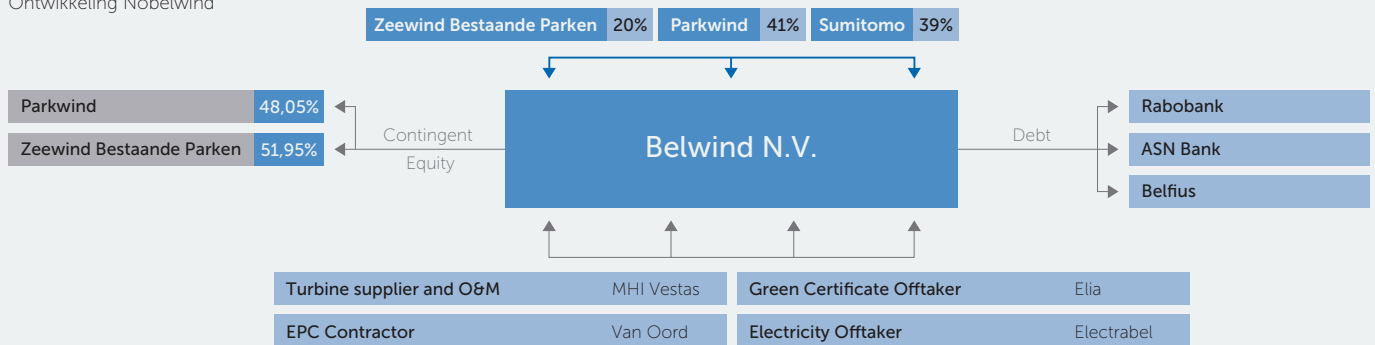 Ontwikkeling Nobelwind
Zeewind Bestaande Parken 20% Parkwind 41% Sumitomo 39%
Parkwind 48,05%
Zeewind Bestaande Parken 51,95%
Contingent
Equity
Belwind N.V.
Debt
Rabobank
ASN Bank
Belfius
Turbine supplier and O&M MHI Vestas
Green Certificate Offtaker Elia
EPC Contractor Van Oord
Electricity Offtaker Electrabel